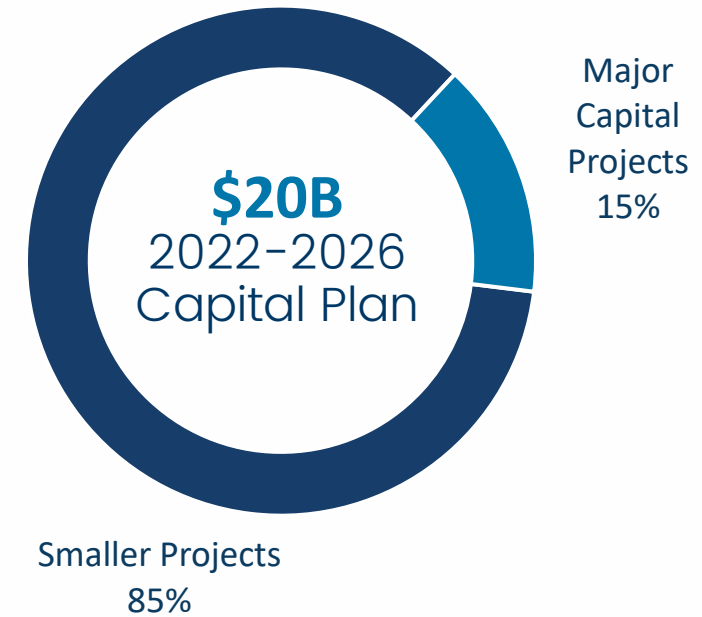 Major
Capital
Projects
15%
$20B
2022-2026
Capital Plan
Smaller Projects
85%